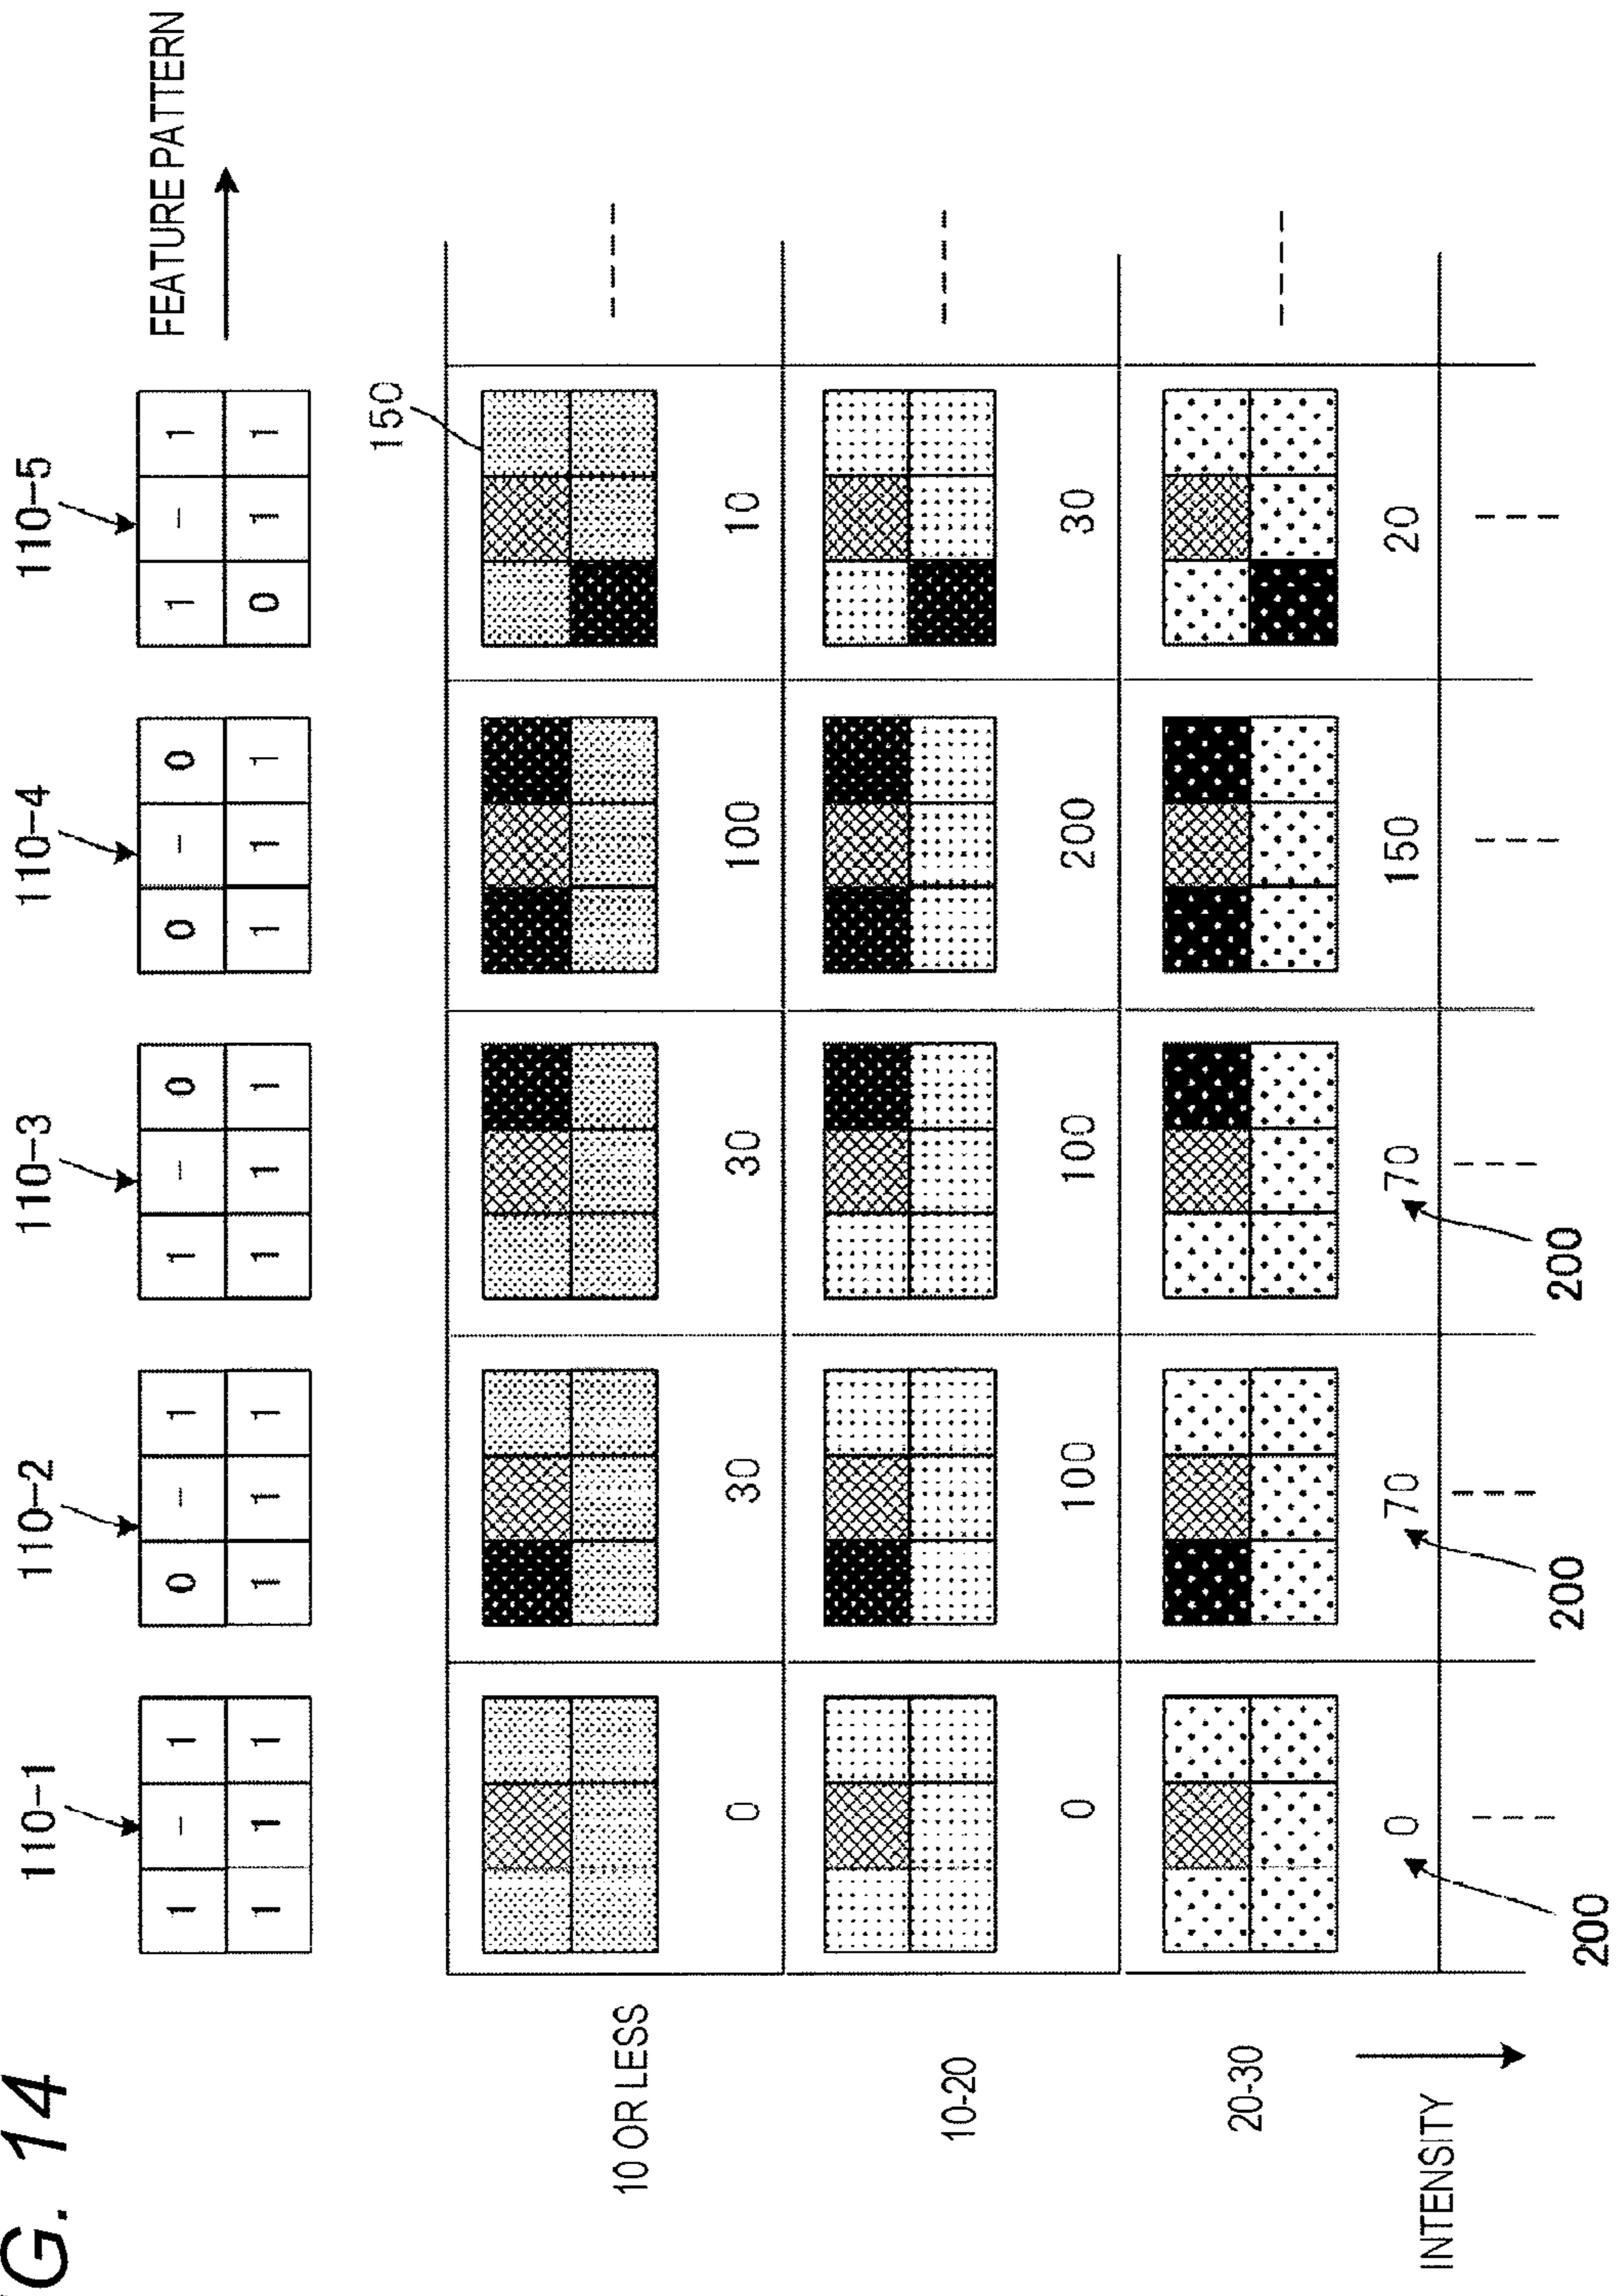 G. 14
110-1 110-2 110-3 110-4 110-5
FEATURE PATTERN
1 - 1 0 - 1 1 - 0 0 - 0 1 - 1
1 1 1 1 1 1 1 1 1 1 1 1 0 1 1
150
10 OR LESS
0 30 30 100 10
10-20
0 100 100 200 30
20-30
0 70 70 150 20
INTENSITY
200 200 200